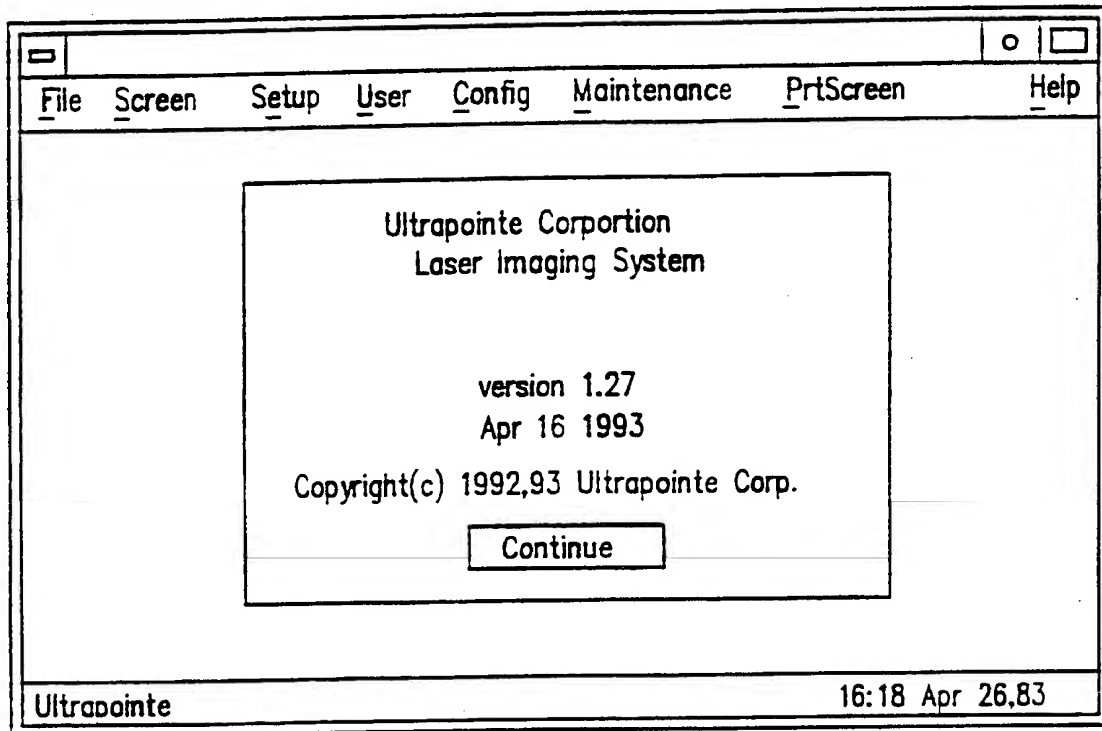 File Screen Setup User Config Maintenance PrtScreen Help
Ultrapointe Corportion
Laser Imaging System
version 1.27
Apr 16 1993
Copyright(c) 1992,93 Ultrapointe Corp.
Continue
Ultrapointe 16:18 Apr 26,83